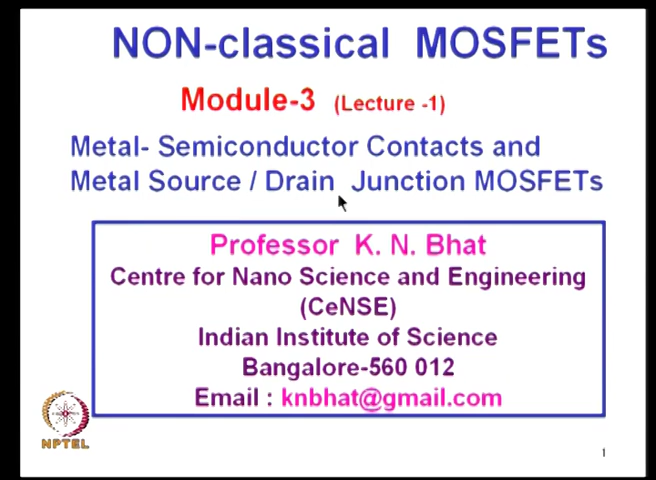 NON-classical MOSFETs
Module-3 (Lecture -1)
Metal- Semiconductor Contacts and
Metal Source / Drain Junction MOSFETs
Professor K. N. Bhat
Centre for Nano Science and Engineering
(CeNSE)
Indian Institute of Science
Bangalore-560 012
Email : knbhat@gmail.com
NPTEL
1